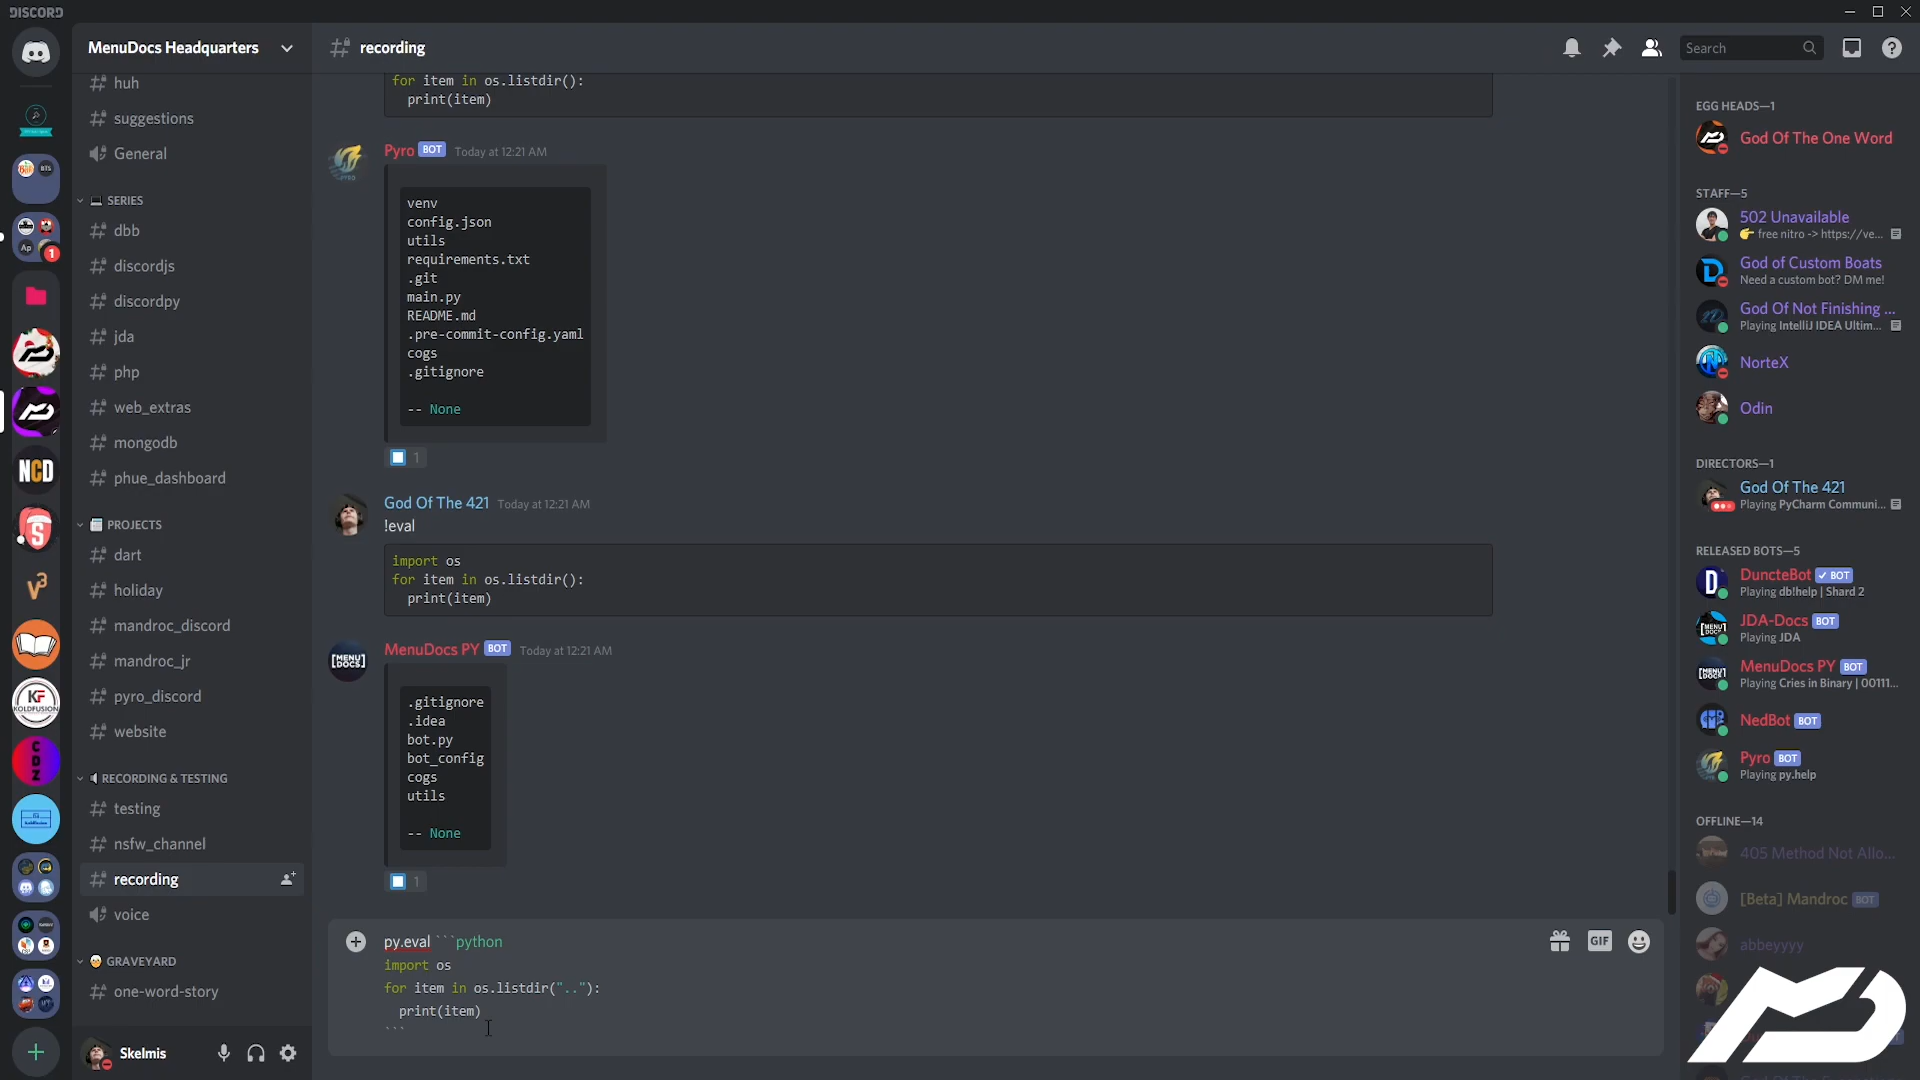 DISCORD
MenuDocs Headquarters
huh
suggestions
General
SERIES
dbb
discordjs
discordpy
jda
php
web_extras
mongodb
phue_dashboard
PROJECTS
dart
holiday
mandroc_discord
mandroc_jr
pyro_discord
website
RECORDING & TESTING
testing
nsfw_channel
recording
voice
GRAVEYARD
one-word-story
Skelmis
recording
Search
for item in os.listdir():
print(item)
Pyro BOT Today at 12:21 AM
venv
config.json
utils
requirements.txt
.git
main.py
README.md
.pre-commit-config.yaml
cogs
.gitignore
-- None
1
God Of The 421 Today at 12:21 AM
!eval
import os
for item in os.listdir():
print(item)
MenuDocs PY BOT Today at 12:21 AM
.gitignore
.idea
bot.py
bot_config
cogs
utils
-- None
1
py.eval ```python
import os
for item in os.listdir(".."):
print(item)
```
GIF
EGG HEADS—1
God Of The One Word
STAFF—5
502 Unavailable
free nitro -> https://ve...
God of Custom Boats
Need a custom bot? DM me!
God Of Not Finishing ...
Playing IntelliJ IDEA Ultim...
NorteX
Odin
DIRECTORS—1
God Of The 421
Playing PyCharm Communi...
RELEASED BOTS—5
DuncteBot BOT
Playing db!help | Shard 2
JDA-Docs BOT
Playing JDA
MenuDocs PY BOT
Playing Cries in Binary | 00111...
NedBot BOT
Pyro BOT
Playing py.help
OFFLINE—14
405 Method Not Allo...
[Beta] Mandroc BOT
abbeyyyy
NCD
KF
KOLDFUSION
CDZ
Ap
1
BTS
[MENU]
[DOCS]